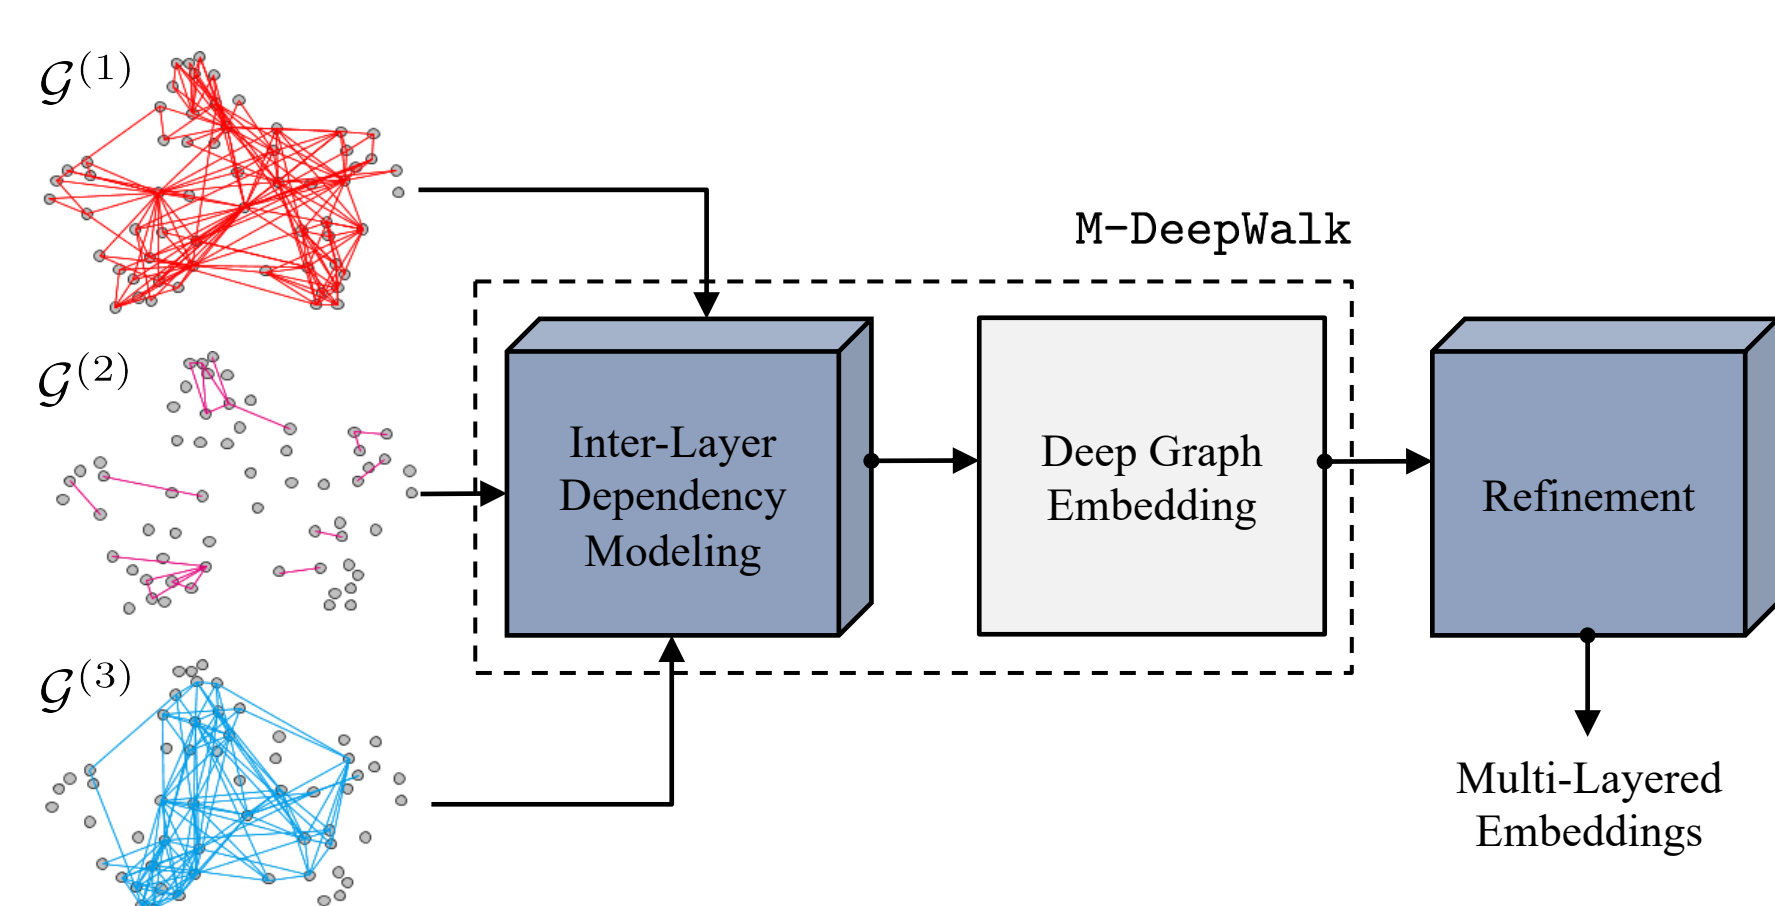 𝒢⁽¹⁾
M-DeepWalk
𝒢⁽²⁾
Inter-Layer
Dependency
Modeling
Deep Graph
Embedding
Refinement
𝒢⁽³⁾
Multi-Layered
Embeddings